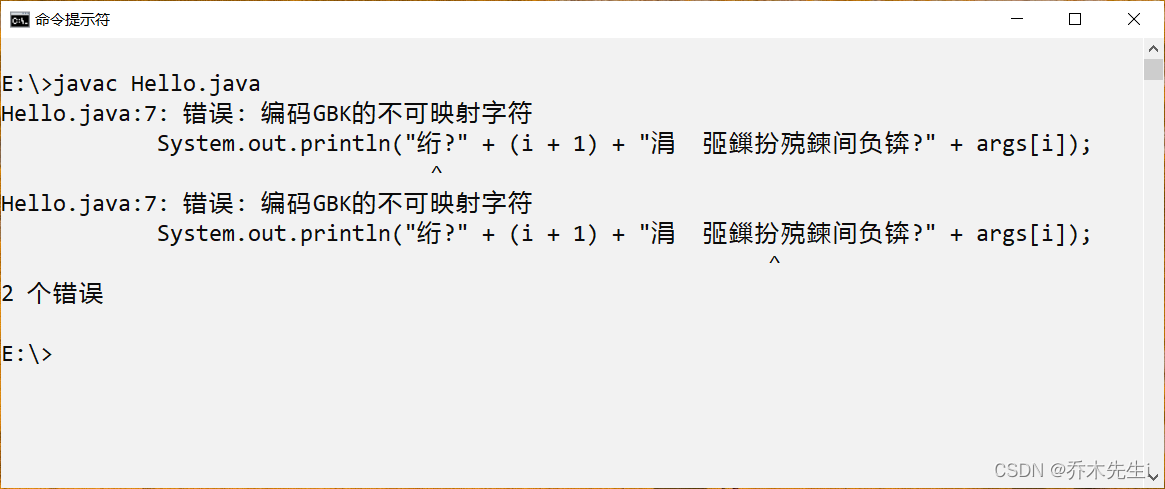 命令提示符
E:\>javac Hello.java
Hello.java:7: 错误: 编码GBK的不可映射字符
System.out.println("绗?" + (i + 1) + "涓  弬鏁扮殑鍊间负锛?" + args[i]);
^
Hello.java:7: 错误: 编码GBK的不可映射字符
System.out.println("绗?" + (i + 1) + "涓  弬鏁扮殑鍊间负锛?" + args[i]);
^
2 个错误
E:\>
CSDN @乔木先生i